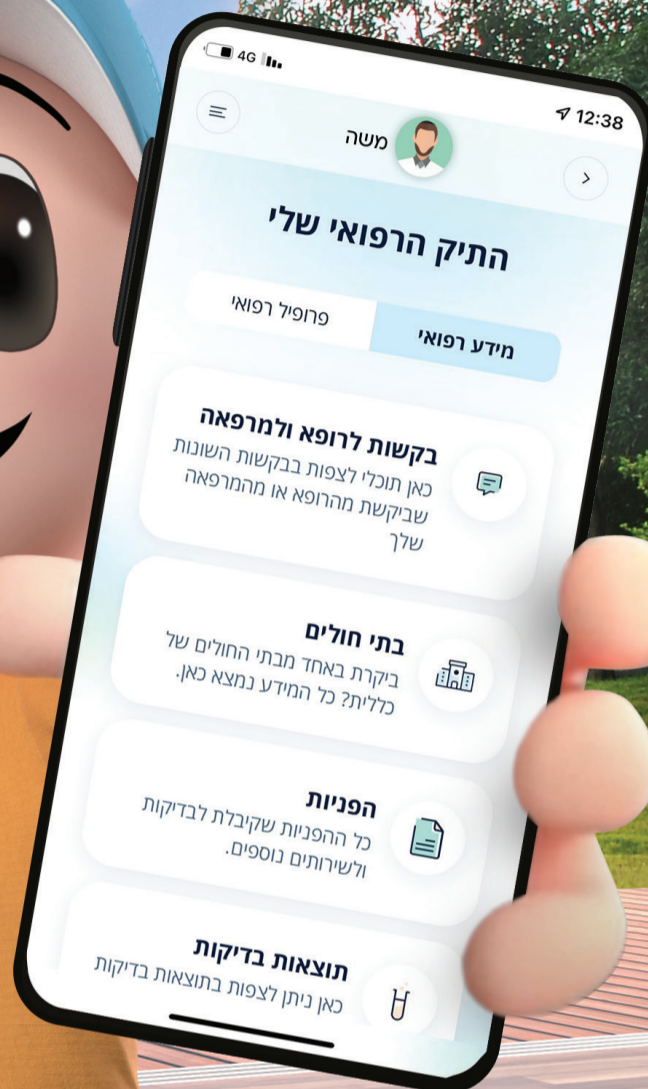 12:38
4G
משה
התיק הרפואי שלי
מידע רפואי
פרופיל רפואי
בקשות לרופא ולמרפאה
כאן תוכלי לצפות בבקשות השונות
שביקשת מהרופא או מהמרפאה
שלך
בתי חולים
ביקרת באחד מבתי החולים של
כללית? כל המידע נמצא כאן.
הפניות
כל ההפניות שקיבלת לבדיקות
ולשירותים נוספים.
תוצאות בדיקות
כאן ניתן לצפות בתוצאות בדיקות